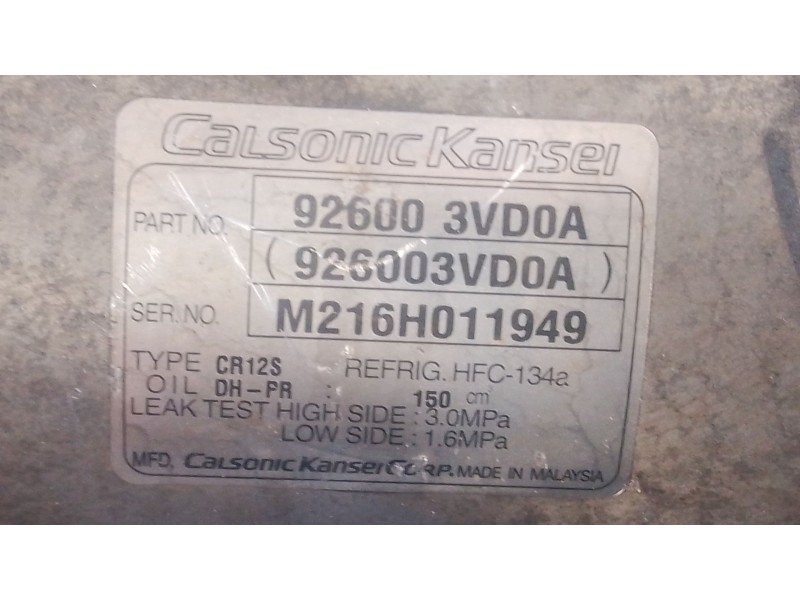 CALSONIC KANSEI
PART NO. 92600 3VD0A
( 926003VD0A )
SER. NO. M216H011949
TYPE CR12S REFRIG. HFC-134a
OIL DH-PR : 150 cm³
LEAK TEST HIGH SIDE : 3.0MPa
LOW SIDE : 1.6MPa
MFD. CALSONIC KANSEI CORP. MADE IN MALAYSIA